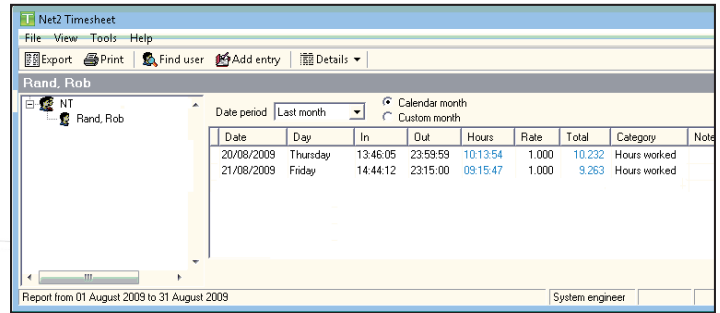 Net2 Timesheet
File View Tools Help
Export Print Find user Add entry Details
Rand, Rob
NT
Rand, Rob
Date period Last month Calendar month
Custom month
Date Day In Out Hours Rate Total Category Note
20/08/2009 Thursday 13:46:05 23:59:59 10:13:54 1.000 10.232 Hours worked
21/08/2009 Friday 14:44:12 23:15:00 09:15:47 1.000 9.263 Hours worked
Report from 01 August 2009 to 31 August 2009 System engineer